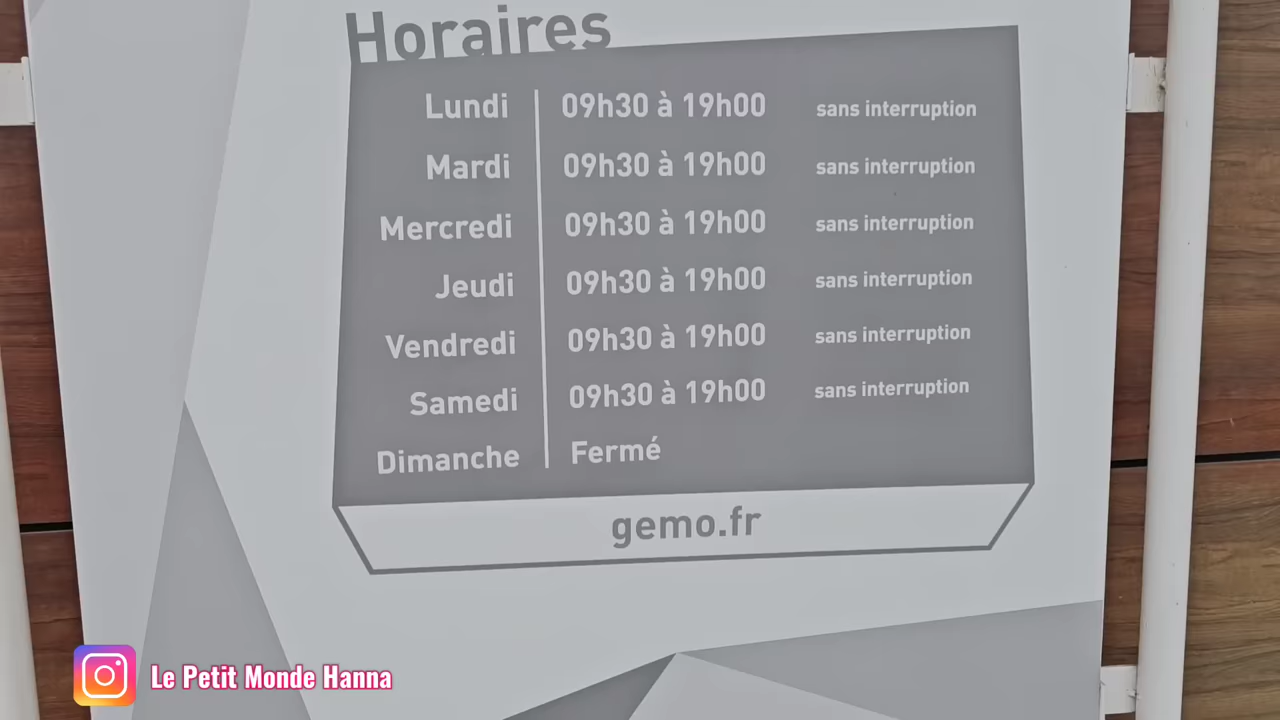 Horaires
Lundi 09h30 à 19h00 sans interruption
Mardi 09h30 à 19h00 sans interruption
Mercredi 09h30 à 19h00 sans interruption
Jeudi 09h30 à 19h00 sans interruption
Vendredi 09h30 à 19h00 sans interruption
Samedi 09h30 à 19h00 sans interruption
Dimanche Fermé
gemo.fr
Le Petit Monde Hanna